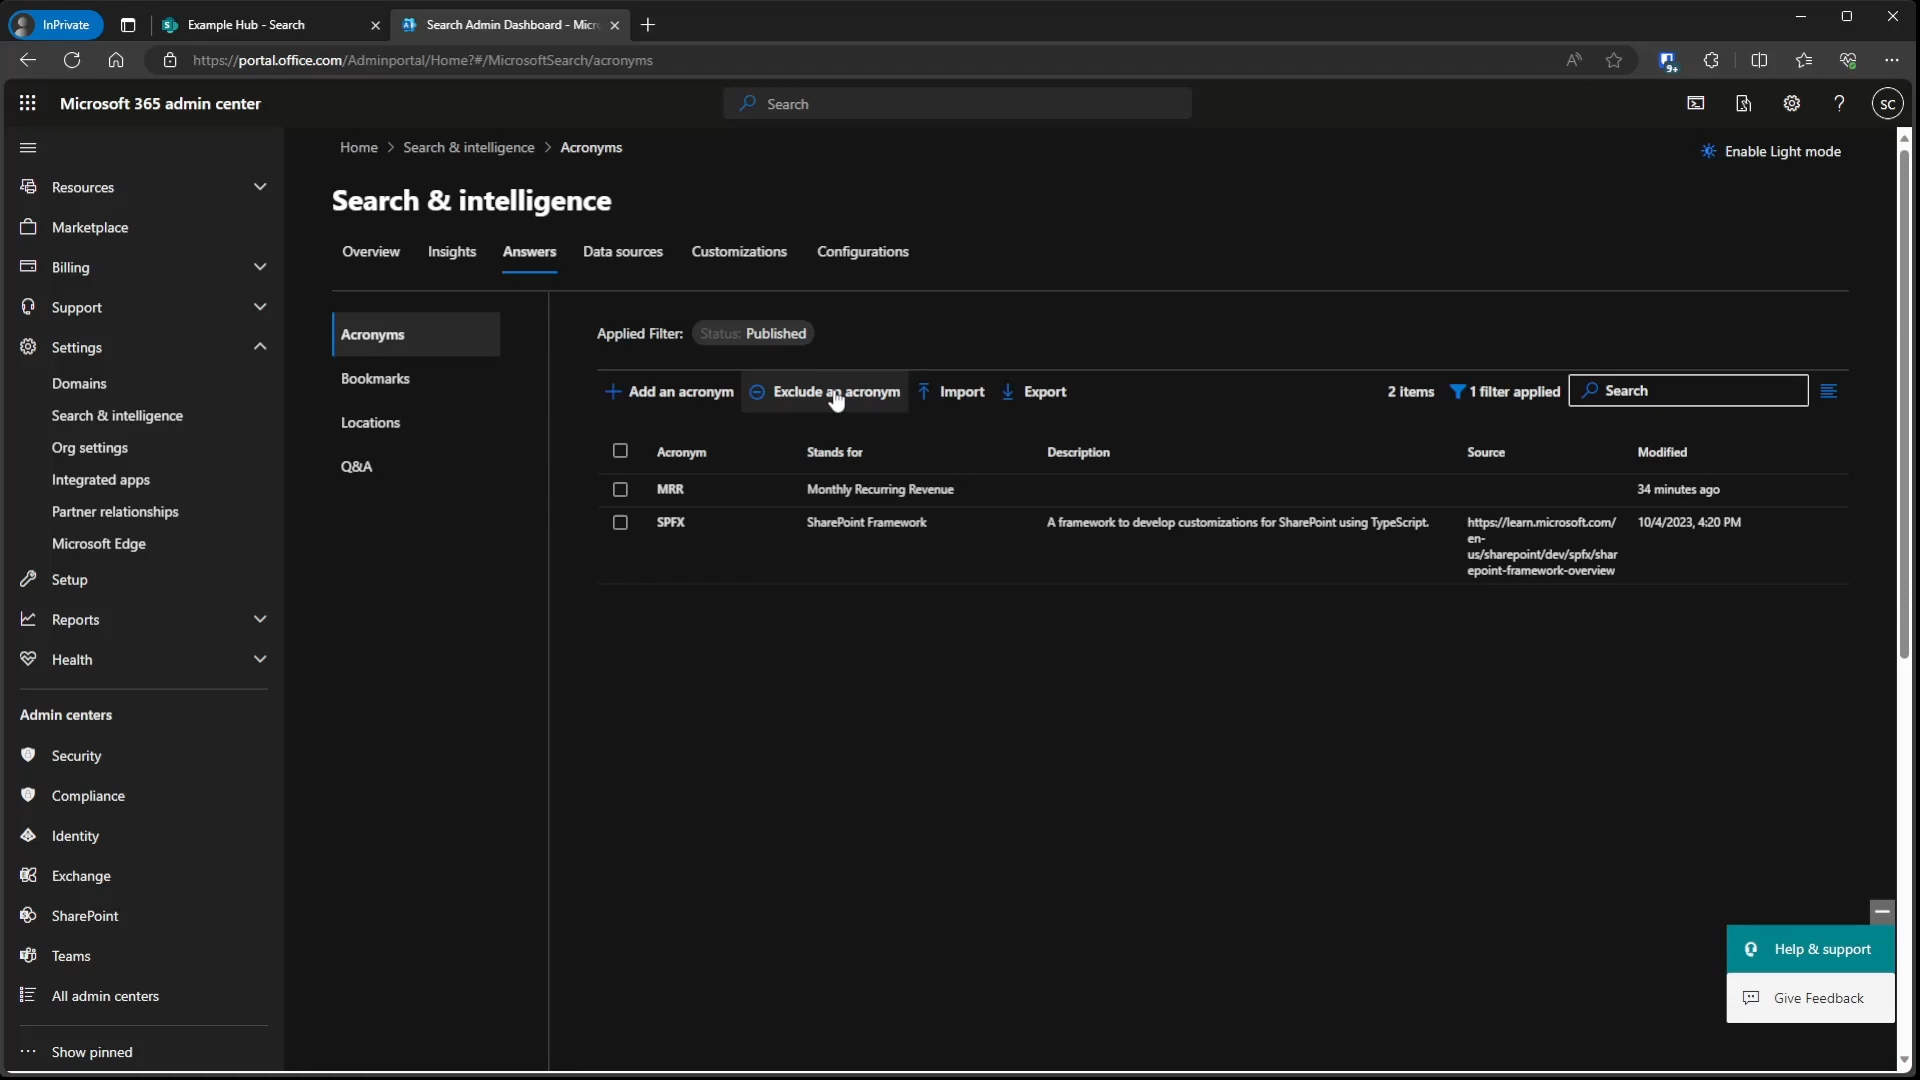 InPrivate
Example Hub - Search
Search Admin Dashboard - Micro
https://portal.office.com/Adminportal/Home?#/MicrosoftSearch/acronyms
9+
Microsoft 365 admin center
Search
SC
Resources
Marketplace
Billing
Support
Settings
Domains
Search & intelligence
Org settings
Integrated apps
Partner relationships
Microsoft Edge
Setup
Reports
Health
Admin centers
Security
Compliance
Identity
Exchange
SharePoint
Teams
All admin centers
Show pinned
Home > Search & intelligence > Acronyms
Enable Light mode
Search & intelligence
Overview Insights Answers Data sources Customizations Configurations
Acronyms
Bookmarks
Locations
Q&A
Applied Filter: Status: Published
Add an acronym Exclude an acronym Import Export 2 items 1 filter applied Search
Acronym Stands for Description Source Modified
MRR Monthly Recurring Revenue 34 minutes ago
SPFX SharePoint Framework A framework to develop customizations for SharePoint using TypeScript. https://learn.microsoft.com/ 10/4/2023, 4:20 PM
en-
us/sharepoint/dev/spfx/shar
epoint-framework-overview
Help & support
Give Feedback